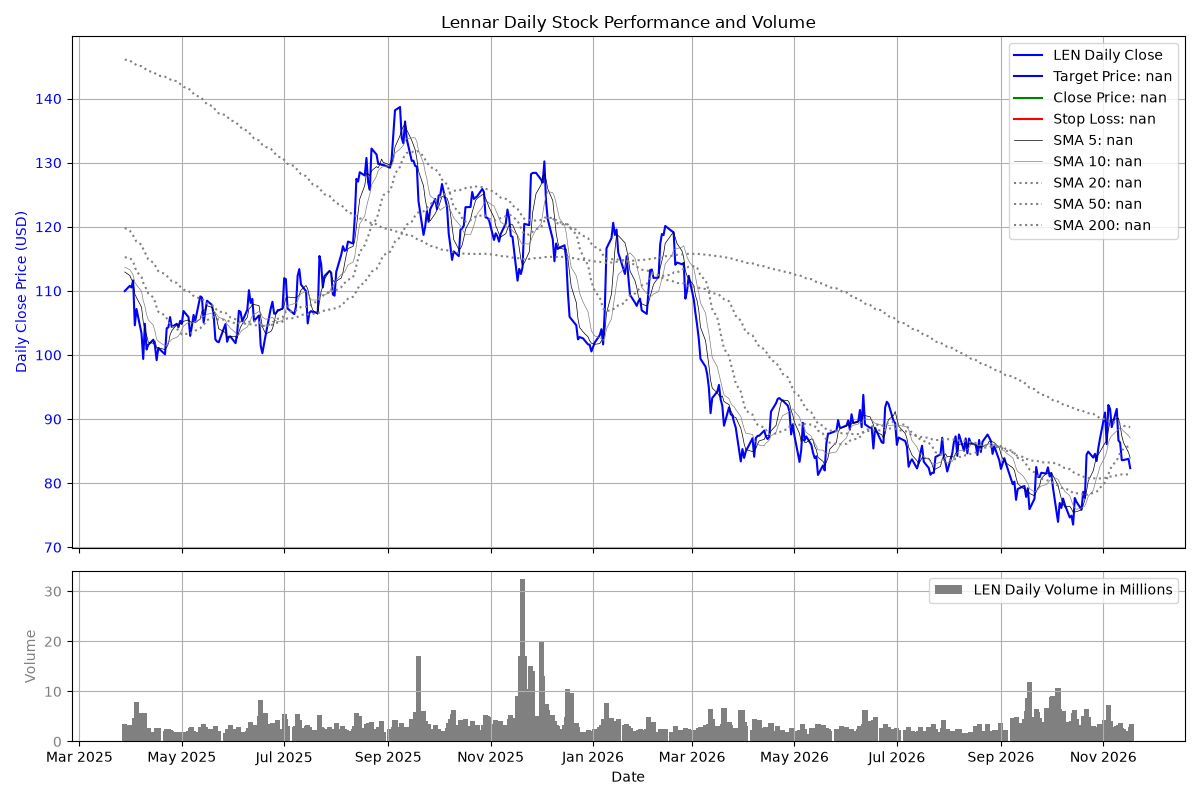 Lennar Daily Stock Performance and Volume
Daily Close Price (USD)
140
130
120
110
100
90
80
70
LEN Daily Close
Target Price: nan
Close Price: nan
Stop Loss: nan
SMA 5: nan
SMA 10: nan
SMA 20: nan
SMA 50: nan
SMA 200: nan
Volume
30
20
10
0
LEN Daily Volume in Millions
Mar 2025 May 2025 Jul 2025 Sep 2025 Nov 2025 Jan 2026 Mar 2026 May 2026 Jul 2026 Sep 2026 Nov 2026
Date